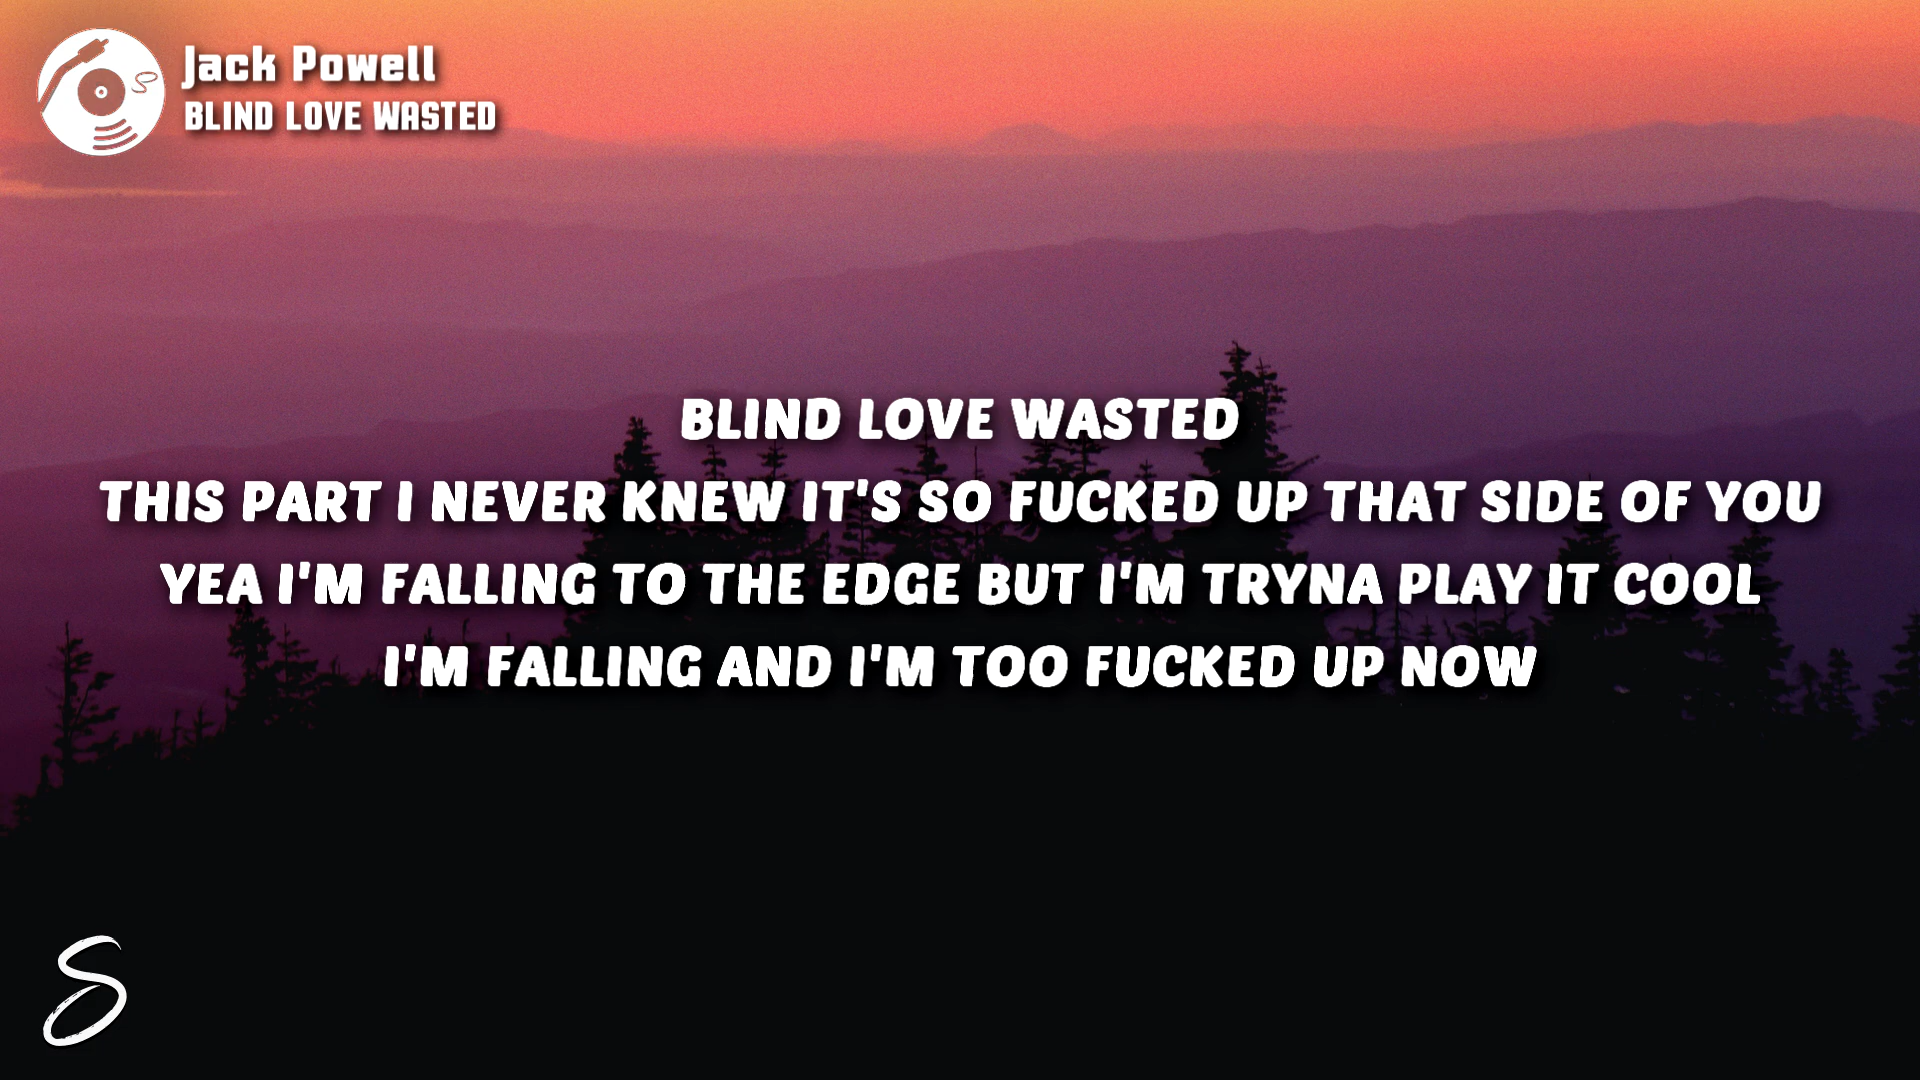 Jack Powell
BLIND LOVE WASTED
BLIND LOVE WASTED
THIS PART I NEVER KNEW IT'S SO FUCKED UP THAT SIDE OF YOU
YEA I'M FALLING TO THE EDGE BUT I'M TRYNA PLAY IT COOL
I'M FALLING AND I'M TOO FUCKED UP NOW
S